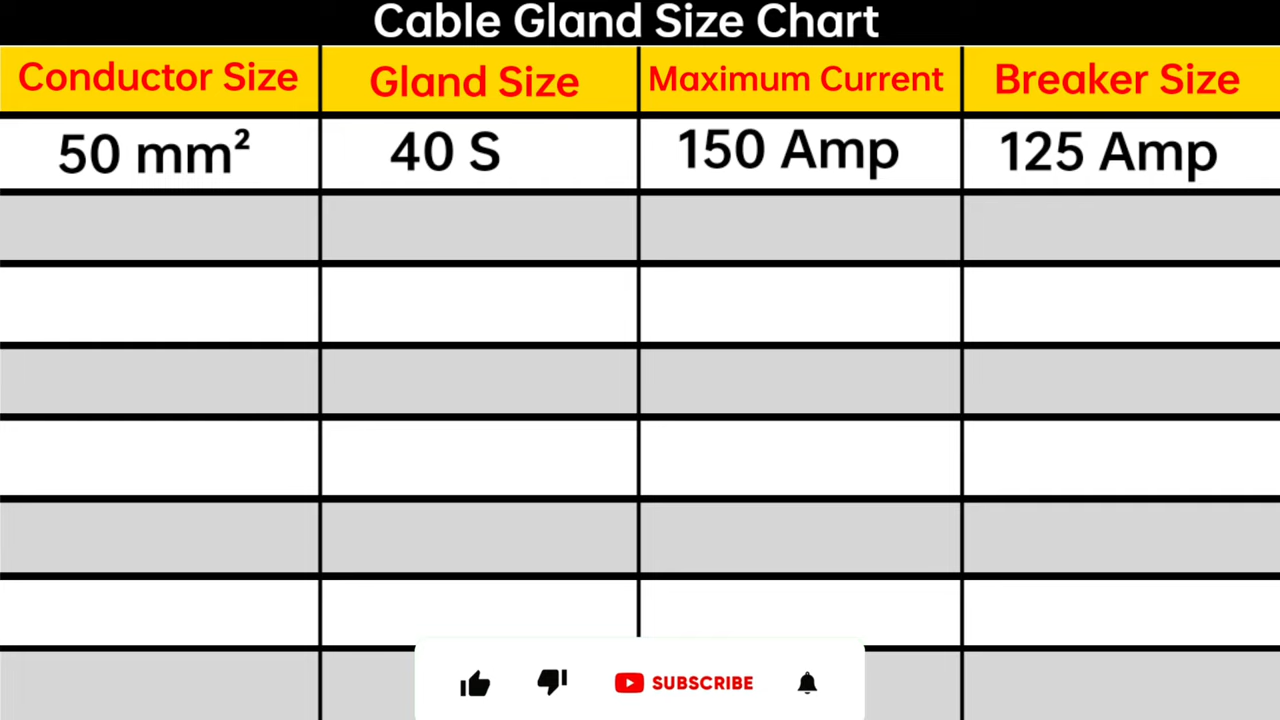 Cable Gland Size Chart
Conductor Size Gland Size Maximum Current Breaker Size
50 mm² 40 S 150 Amp 125 Amp
SUBSCRIBE